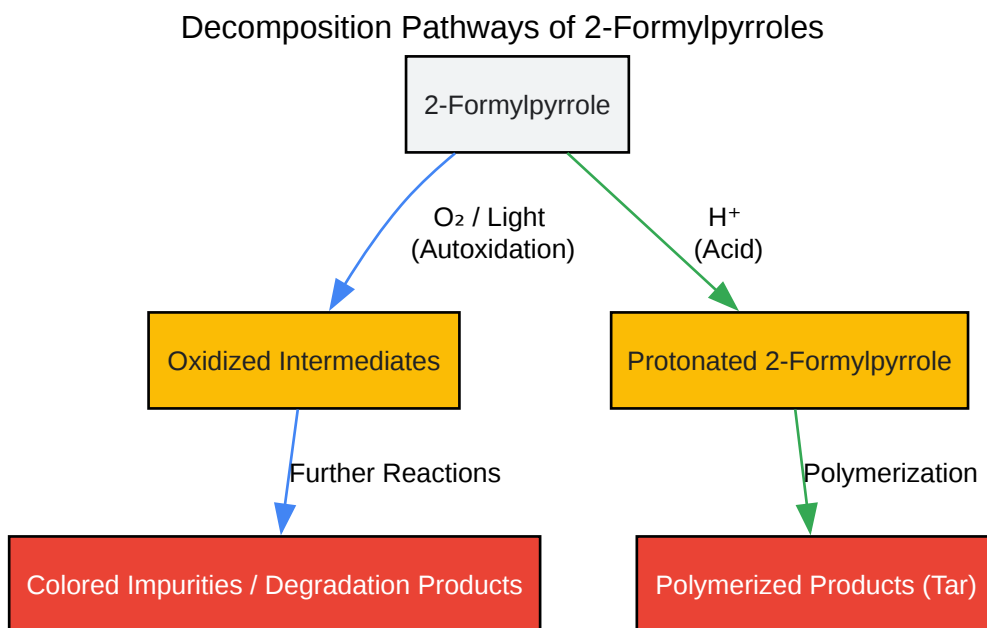 Decomposition Pathways of 2-Formylpyrroles
2-Formylpyrrole
O₂ / Light
(Autoxidation)
H⁺
(Acid)
Oxidized Intermediates
Protonated 2-Formylpyrrole
Further Reactions
Polymerization
Colored Impurities / Degradation Products
Polymerized Products (Tar)